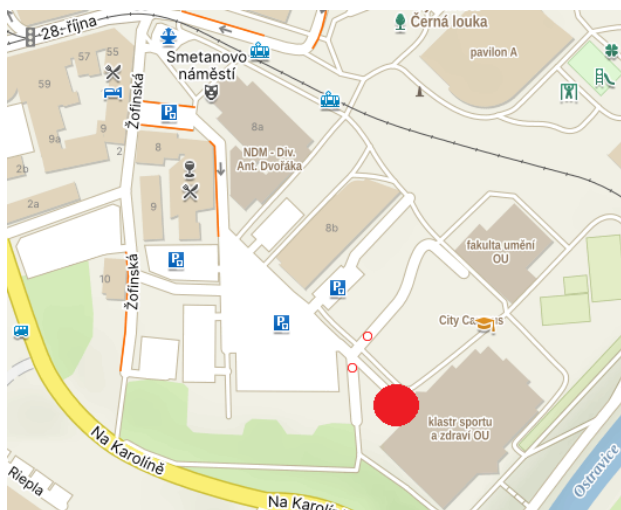 28. října
Černá louka
pavilon A
Smetanovo
náměstí
57
55
59
9a
9
2
2b
2a
Žofinská
8
9
10
8a
NDM - Div.
Ant. Dvořáka
8b
fakulta umění
OU
City Campus
klastr sportu
a zdraví OU
Žofinská
Na Karolíně
Na Karolíně
Riepla
Ostravice